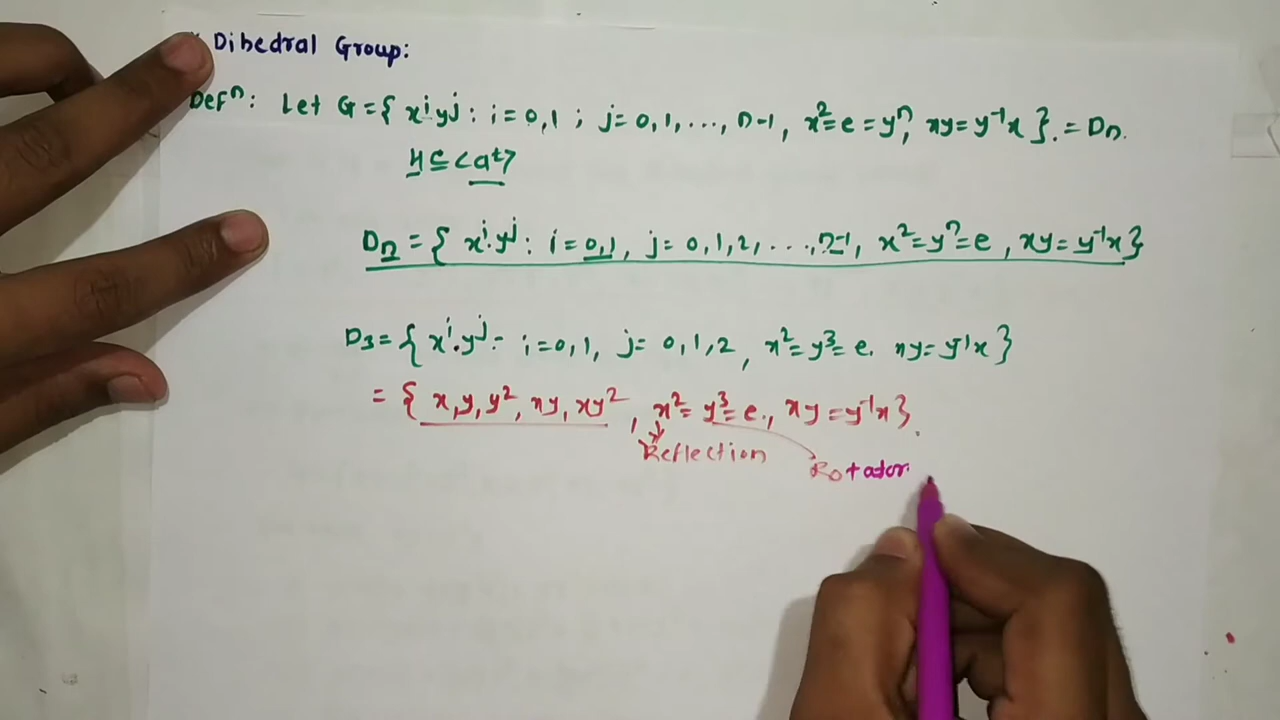 * Dihedral Group:
Defⁿ: Let G = { xⁱyʲ : i = 0,1 ; j = 0,1,..., n-1, x² = e = yⁿ, xy = y⁻¹x }. = Dn.
H ⊆ <aᵗ>
Dn = { xⁱ.yʲ : i = 0,1, j = 0,1,2,...,n-1, x² = yⁿ = e, xy = y⁻¹x }
D3 = { xⁱ.yʲ : i = 0,1, j = 0,1,2, x² = y³ = e. xy = y⁻¹x }
= { x, y, y², xy, xy², x² = y³ = e., xy = y⁻¹x }.
Reflection
Rotator